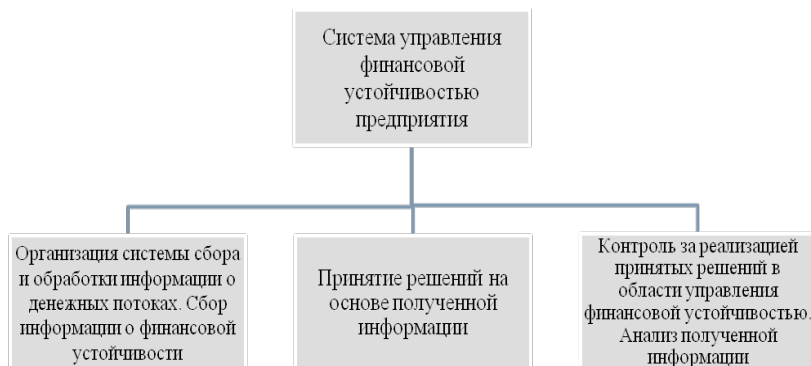 Система управления
финансовой
устойчивостью
предприятия
Организация системы сбора
и обработки информации о
денежных потоках. Сбор
информации о финансовой
устойчивости
Принятие решений на
основе полученной
информации
Контроль за реализацией
принятых решений в
области управления
финансовой устойчивостью.
Анализ полученной
информации